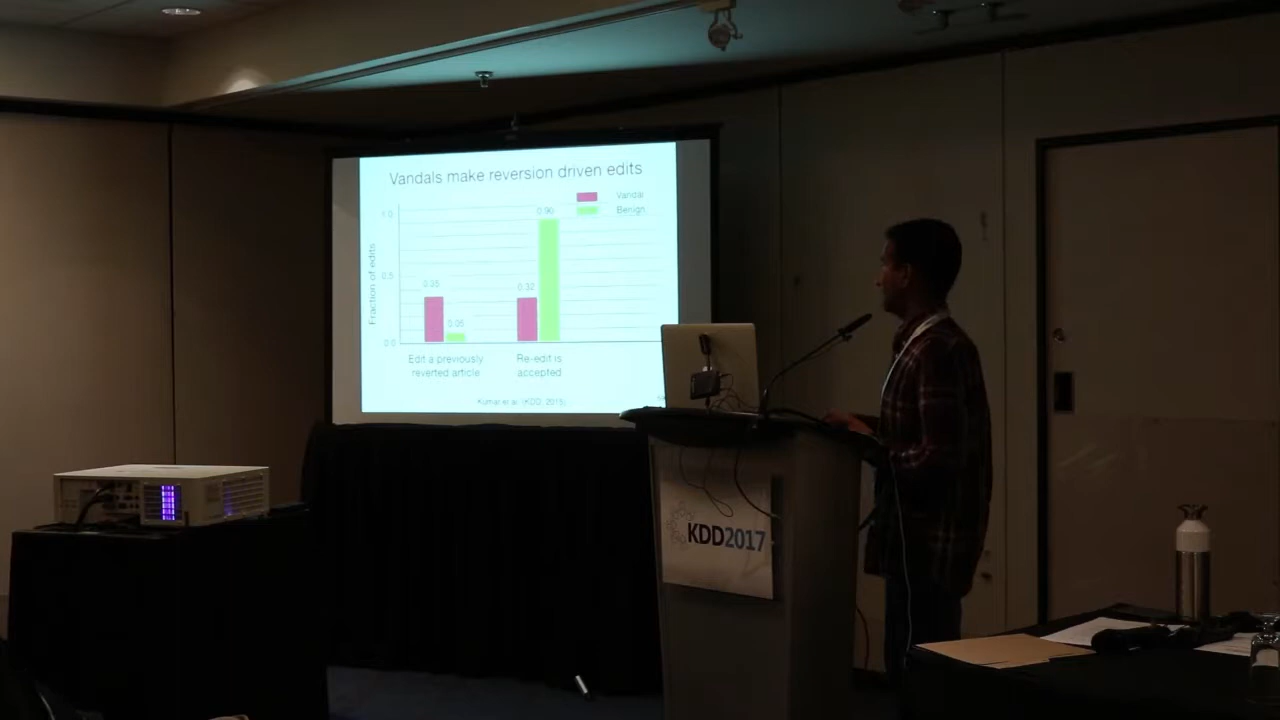 Vandals make reversion driven edits
Vandal
Benign
Fraction of edits
1.0
0.5
0.0
0.35
0.05
0.32
0.90
Edit a previously
reverted article
Re-edit is
accepted
Kumar et al. (KDD, 2015)
KDD2017